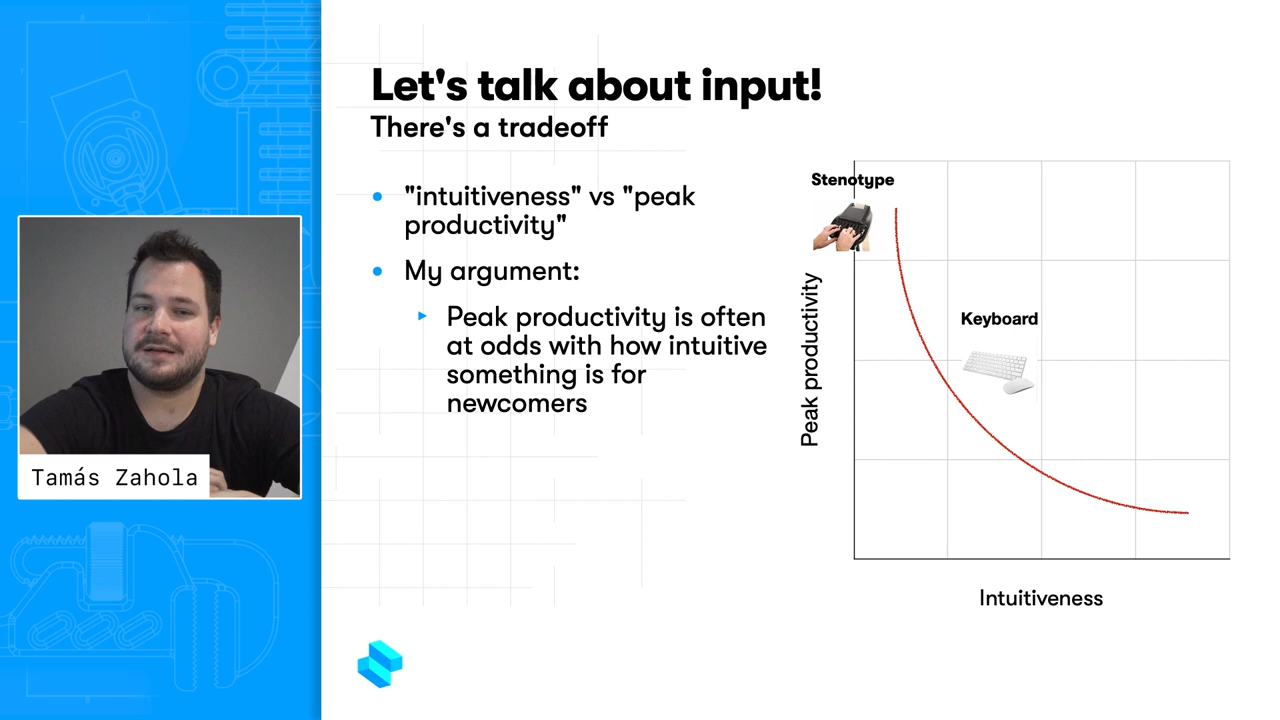 Let's talk about input!
There's a tradeoff
"intuitiveness" vs "peak
productivity"
My argument:
Peak productivity is often
at odds with how intuitive
something is for
newcomers
Stenotype
Keyboard
Peak productivity
Intuitiveness
Tamás Zahola